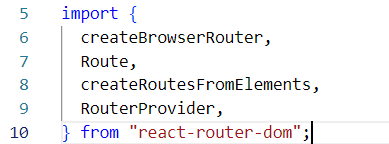 5 import {
6   createBrowserRouter,
7   Route,
8   createRoutesFromElements,
9   RouterProvider,
10 } from "react-router-dom";